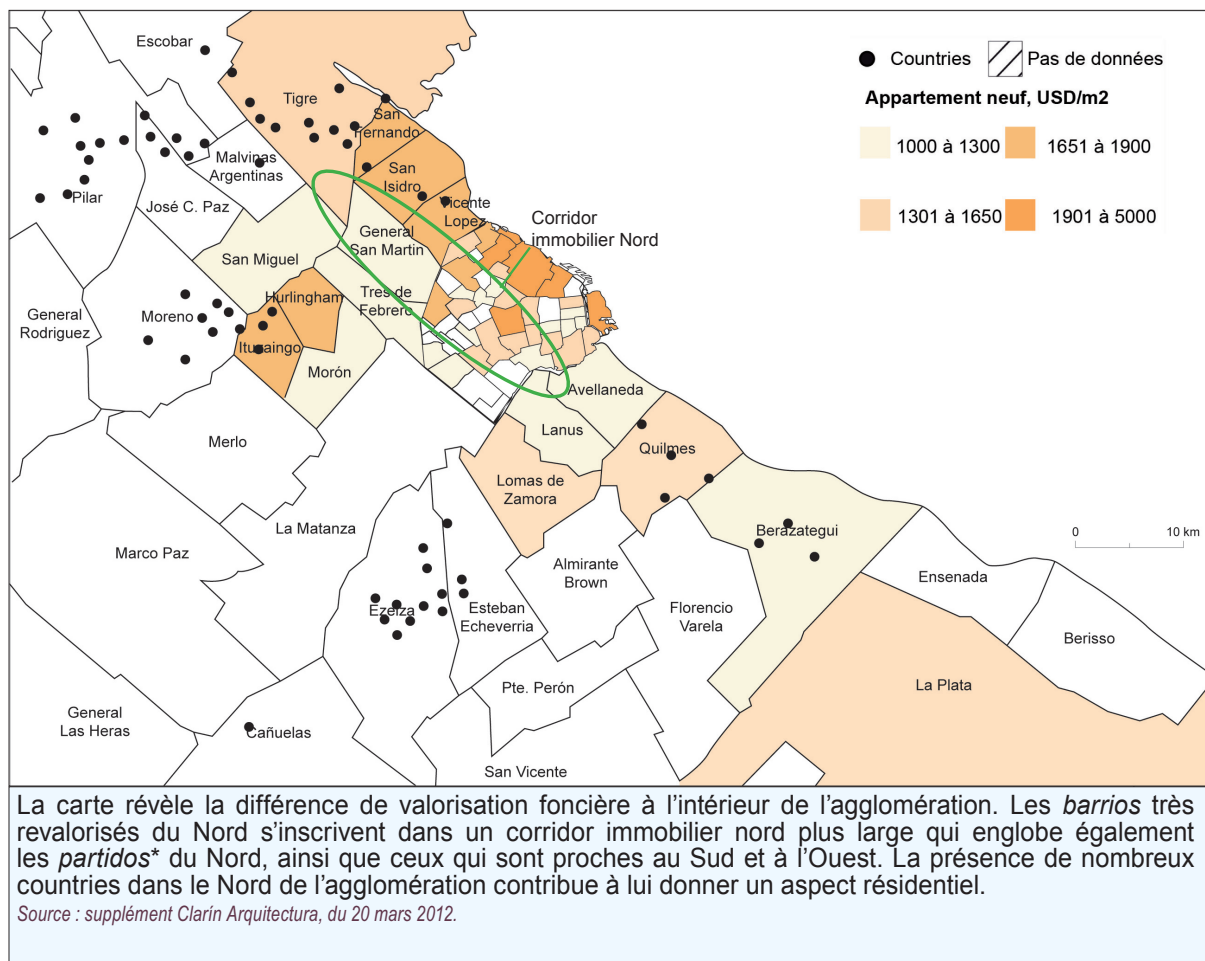 Escobar
Countries
Pas de données
Appartement neuf, USD/m2
1000 à 1300
1651 à 1900
1301 à 1650
1901 à 5000
Tigre
San
Fernando
Malvinas
Argentinas
San
Isidro
Pilar
José C. Paz
Vicente
Lopez
Corridor
immobilier Nord
General
San Martin
San Miguel
Tres de
Febrero
Hurlingham
General
Rodriguez
Moreno
Ituzaingo
Morón
Avellaneda
Merlo
Lanus
Quilmes
Lomas de
Zamora
La Matanza
Berazategui
0 10 km
Marco Paz
Almirante
Brown
Ensenada
Ezeiza
Esteban
Echeverria
Florencio
Varela
Berisso
Pte. Perón
La Plata
General
Las Heras
Cañuelas
San Vicente
La carte révèle la différence de valorisation foncière à l’intérieur de l’agglomération. Les barrios très
revalorisés du Nord s’inscrivent dans un corridor immobilier nord plus large qui englobe également
les partidos* du Nord, ainsi que ceux qui sont proches au Sud et à l’Ouest. La présence de nombreux
countries dans le Nord de l’agglomération contribue à lui donner un aspect résidentiel.
Source : supplément Clarín Arquitectura, du 20 mars 2012.